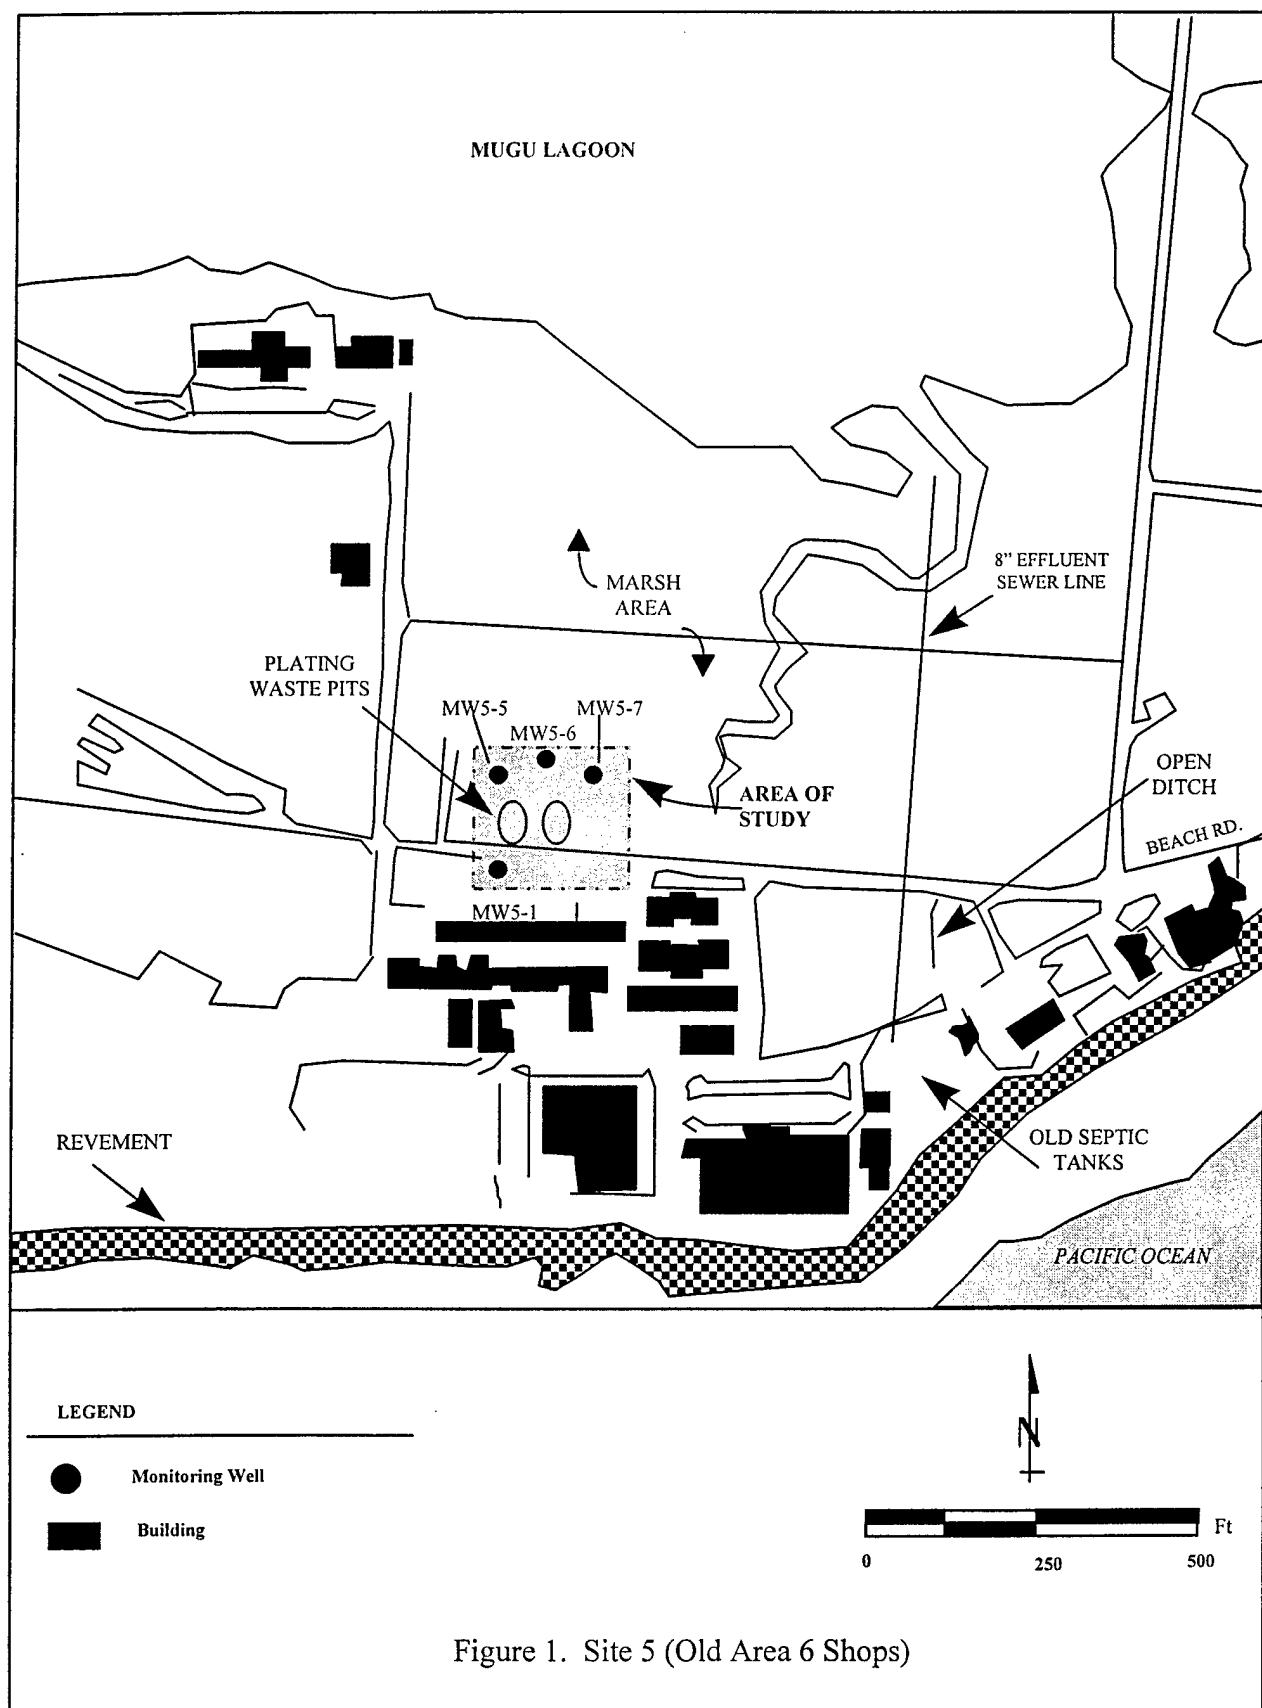 MUGU LAGOON
8" EFFLUENT
SEWER LINE
MARSH
AREA
PLATING
WASTE PITS
MW5-5
MW5-7
MW5-6
OPEN
DITCH
AREA OF
STUDY
BEACH RD.
MW5-1
REVEMENT
OLD SEPTIC
TANKS
PACIFIC OCEAN
LEGEND
N
Monitoring Well
Building
Ft
0 250 500
Figure 1. Site 5 (Old Area 6 Shops)